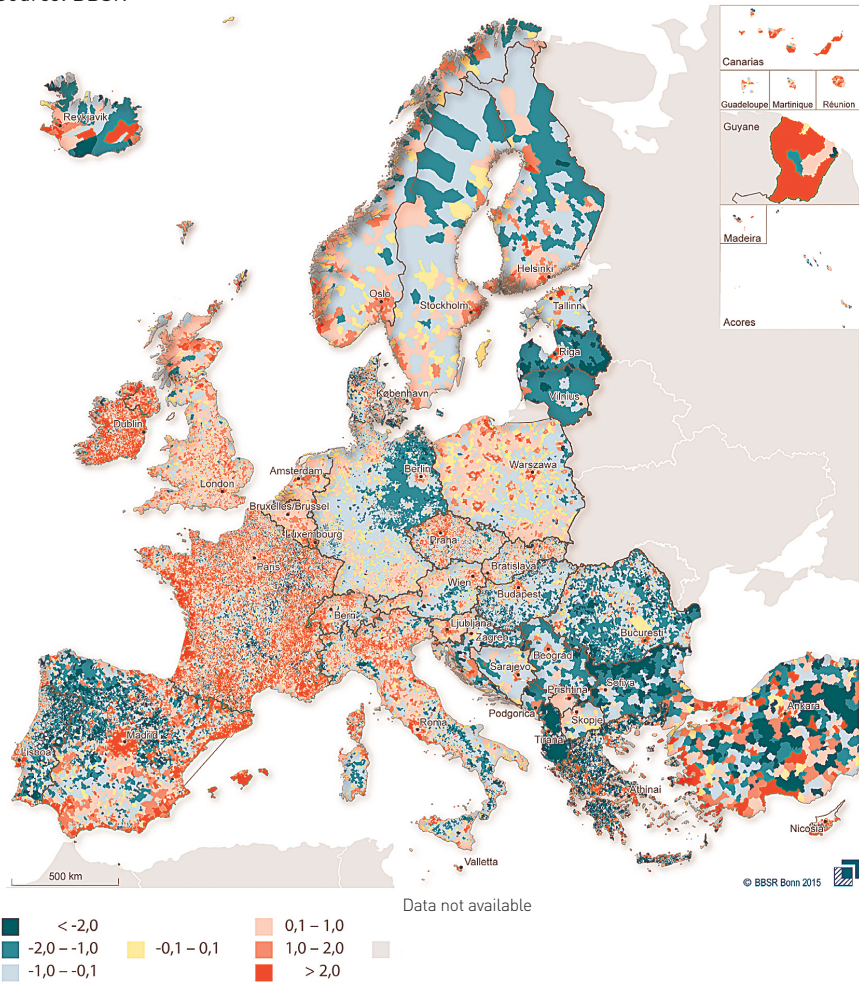 Canarias
Guadeloupe
Martinique
Réunion
Guyane
Madeira
Acores
Reykjavik
Oslo
Stockholm
Helsinki
Tallinn
Riga
Vilnius
København
Dublin
London
Amsterdam
Berlin
Warszawa
Bruxelles/Brussel
Luxembourg
Praha
Paris
Wien
Bratislava
Budapest
Bern
Ljubljana
Zagreb
Bucuresti
Beograd
Sarajevo
Sofiya
Prishtina
Podgorica
Skopje
Tirana
Roma
Madrid
Lisboa
Ankara
Athinai
Nicosia
Valletta
500 km
© BBSR Bonn 2015
Data not available
< -2,0
-2,0 – -1,0
-1,0 – -0,1
-0,1 – 0,1
0,1 – 1,0
1,0 – 2,0
> 2,0